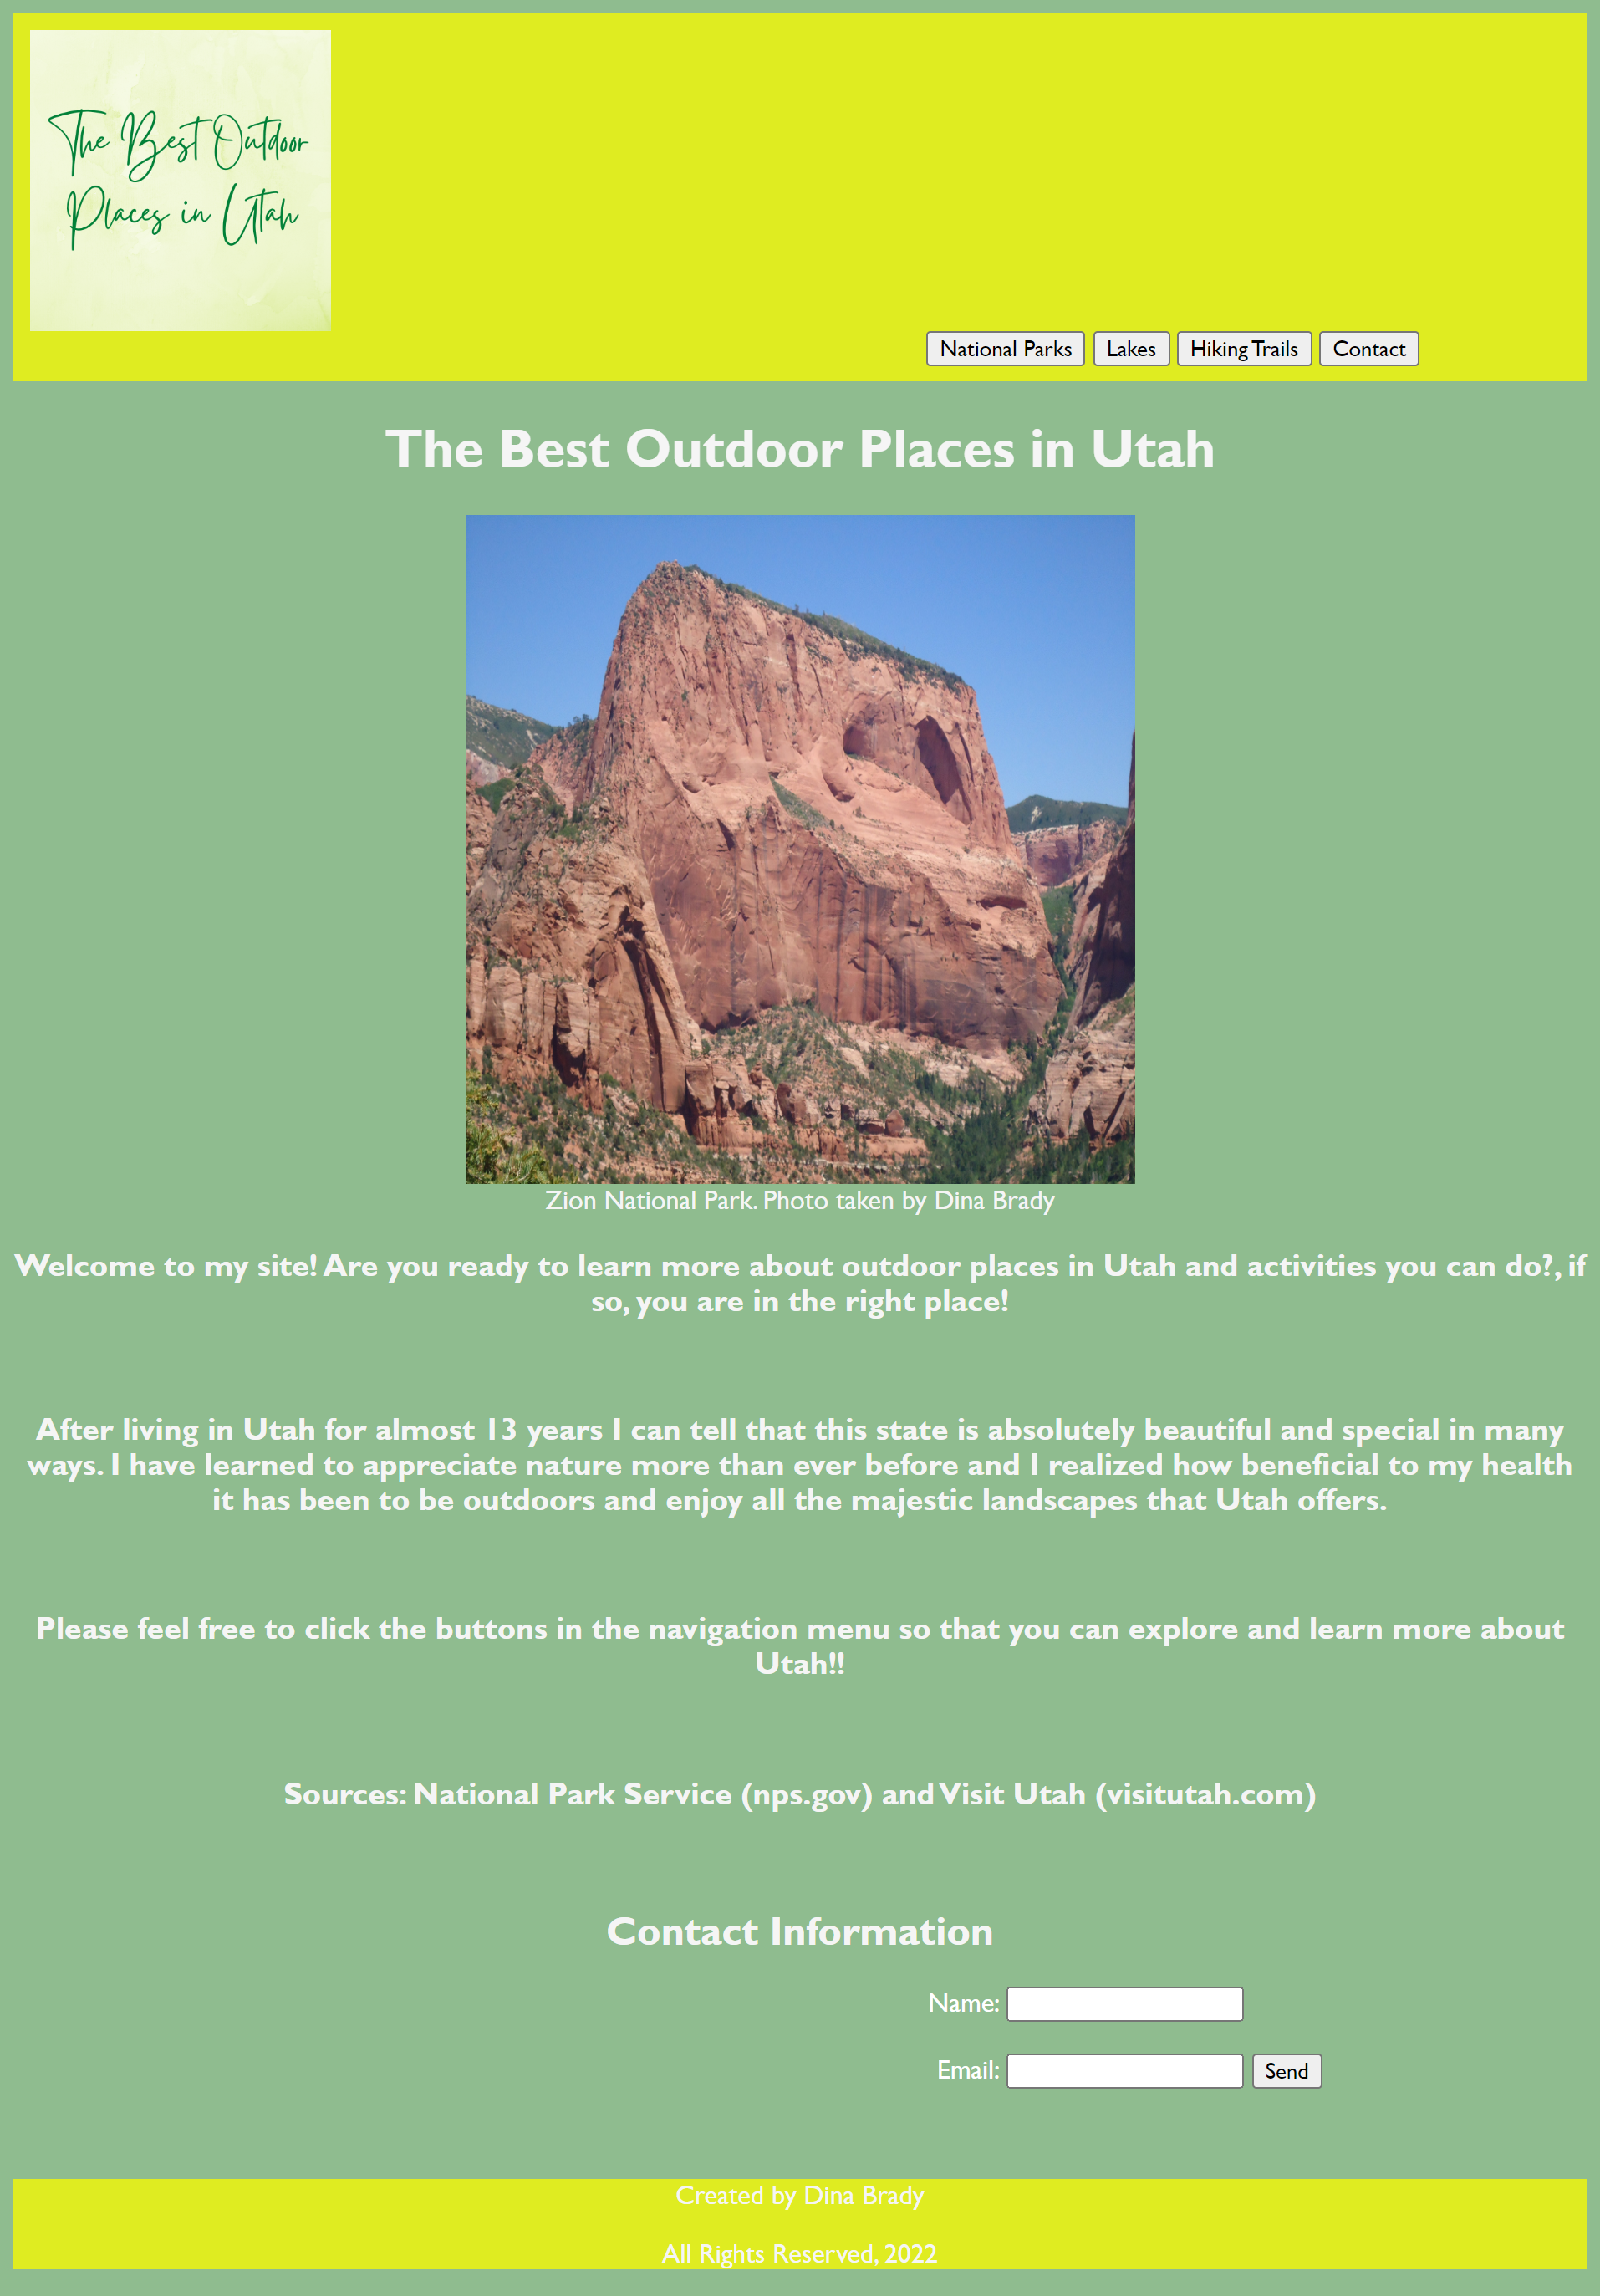 The Best Outdoor
Places in Utah
National Parks
Lakes
Hiking Trails
Contact
The Best Outdoor Places in Utah
Zion National Park. Photo taken by Dina Brady
Welcome to my site! Are you ready to learn more about outdoor places in Utah and activities you can do?, if
so, you are in the right place!
After living in Utah for almost 13 years I can tell that this state is absolutely beautiful and special in many
ways. I have learned to appreciate nature more than ever before and I realized how beneficial to my health
it has been to be outdoors and enjoy all the majestic landscapes that Utah offers.
Please feel free to click the buttons in the navigation menu so that you can explore and learn more about
Utah!!
Sources: National Park Service (nps.gov) and Visit Utah (visitutah.com)
Contact Information
Name:
Email:
Send
Created by Dina Brady
All Rights Reserved, 2022